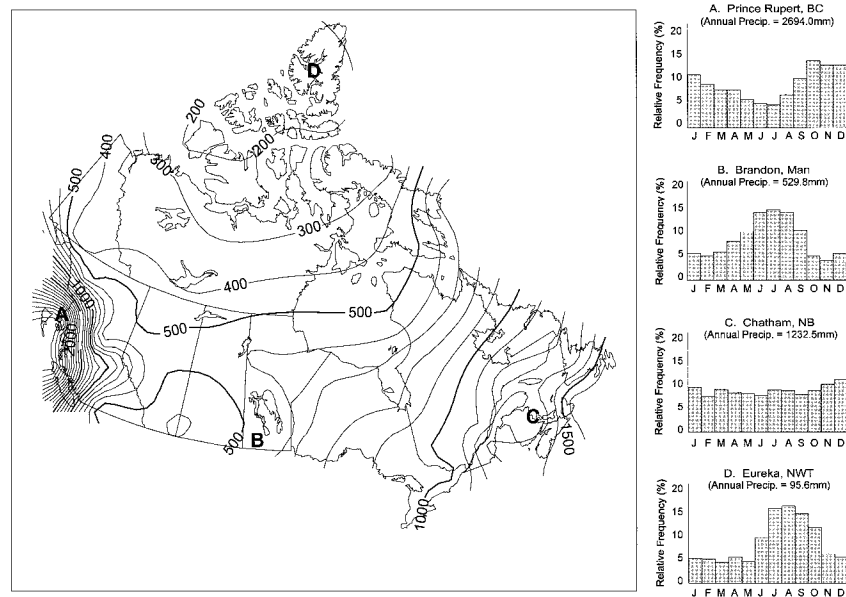 D
200
200
400
300
500
300
1000
400
A
500
500
2000
C
B
500
1500
1000
A. Prince Rupert, BC
(Annual Precip. = 2694.0mm)
Relative Frequency (%)
20
15
10
5
0
J F M A M J J A S O N D
B. Brandon, Man
(Annual Precip. = 529.8mm)
Relative Frequency (%)
20
15
10
5
0
J F M A M J J A S O N D
C. Chatham, NB
(Annual Precip. = 1232.5mm)
Relative Frequency (%)
20
15
10
5
0
J F M A M J J A S O N D
D. Eureka, NWT
(Annual Precip. = 95.6mm)
Relative Frequency (%)
20
15
10
5
0
J F M A M J J A S O N D